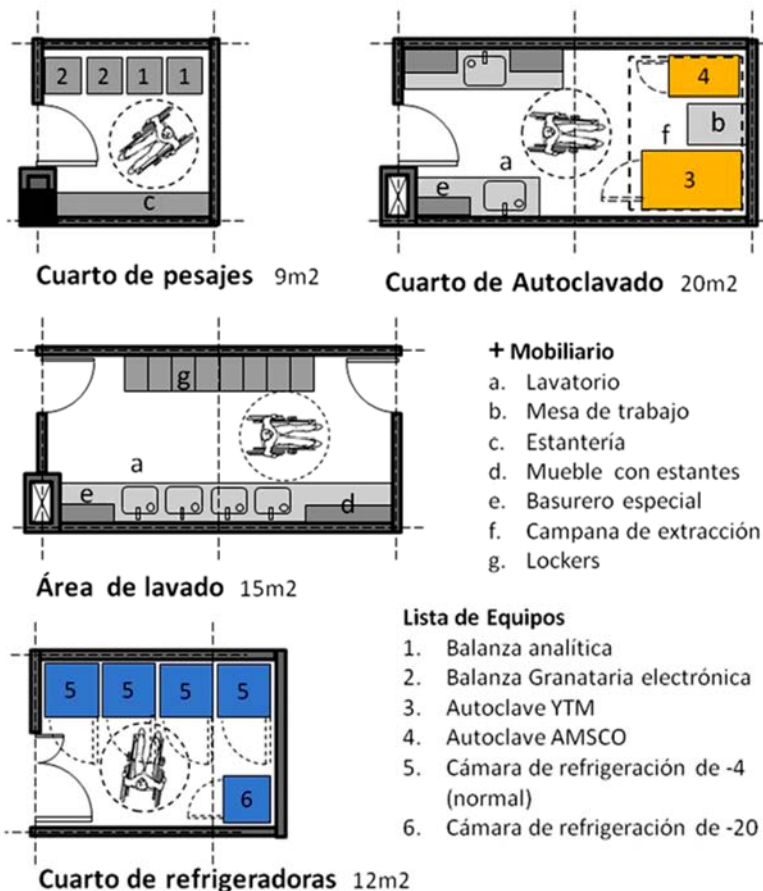 2 2 1 1
c
Cuarto de pesajes 9m2
4
b
f
a
e
3
Cuarto de Autoclavado 20m2
g
a
e
d
Área de lavado 15m2
+ Mobiliario
a. Lavatorio
b. Mesa de trabajo
c. Estantería
d. Mueble con estantes
e. Basurero especial
f. Campana de extracción
g. Lockers
5 5 5 5
6
Cuarto de refrigeradoras 12m2
Lista de Equipos
1. Balanza analítica
2. Balanza Granataria electrónica
3. Autoclave YTM
4. Autoclave AMSCO
5. Cámara de refrigeración de -4
(normal)
6. Cámara de refrigeración de -20